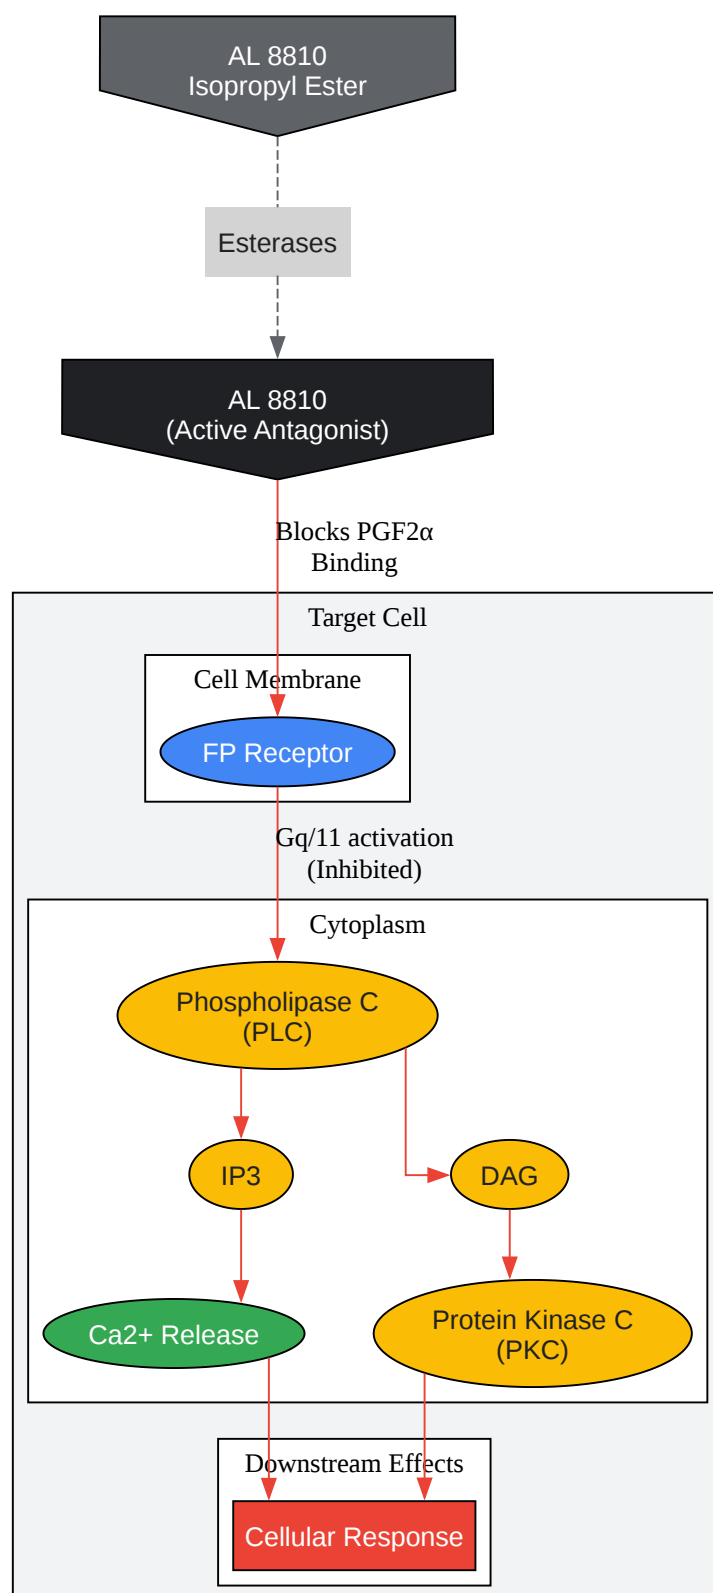 AL 8810
Isopropyl Ester
Esterases
AL 8810
(Active Antagonist)
Blocks PGF2α
Binding
Target Cell
Cell Membrane
FP Receptor
Gq/11 activation
(Inhibited)
Cytoplasm
Phospholipase C
(PLC)
IP3
DAG
Ca2+ Release
Protein Kinase C
(PKC)
Downstream Effects
Cellular Response